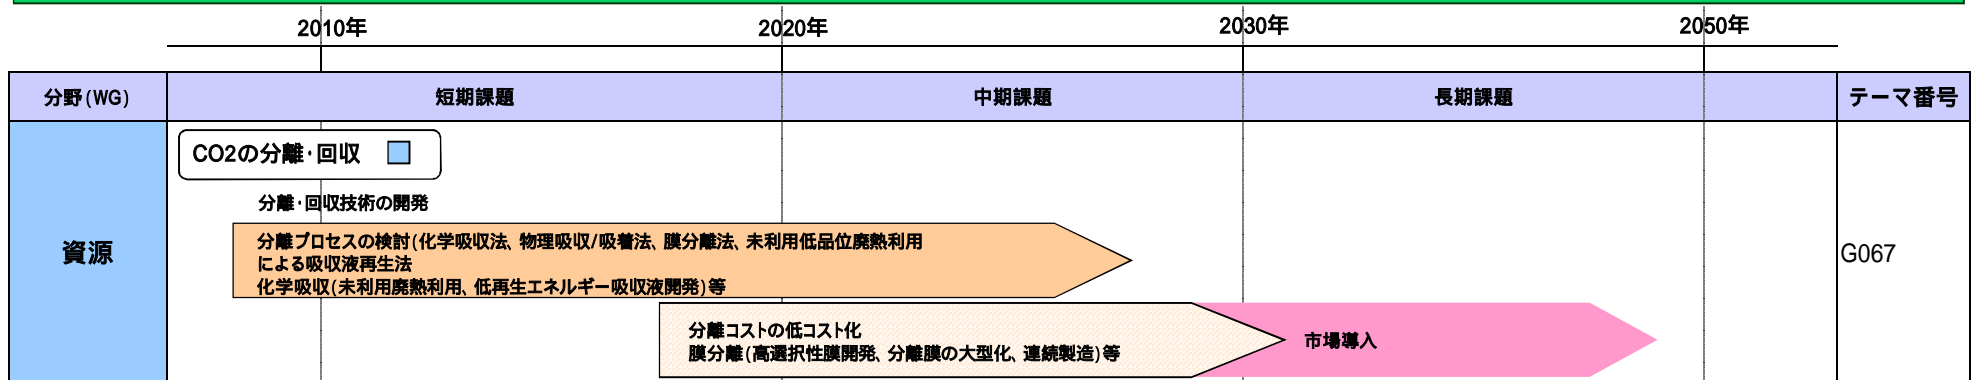 2010年
2020年
2030年
2050年
分野(WG)
短期課題
中期課題
長期課題
テーマ番号
CO2の分離・回収
分離・回収技術の開発
資源
分離プロセスの検討(化学吸収法、物理吸収/吸着法、膜分離法、未利用低品位廃熱利用
による吸収液再生法
化学吸収(未利用廃熱利用、低再生エネルギー吸収液開発)等
G067
分離コストの低コスト化
膜分離(高選択性膜開発、分離膜の大型化、連続製造)等
市場導入